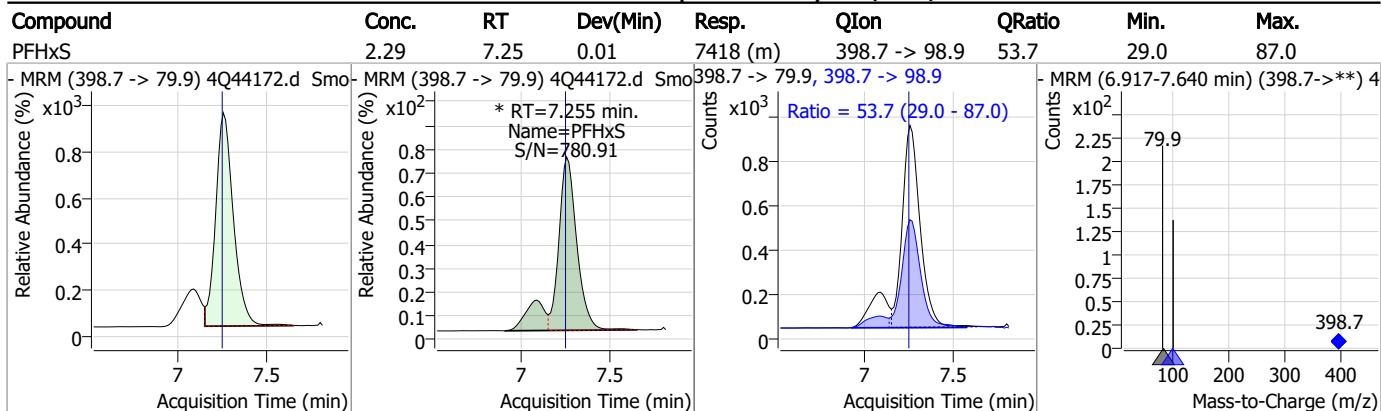 Compound Conc. RT Dev(Min) Resp. QIon QRatio Min. Max.
PFHxS 2.29 7.25 0.01 7418 (m) 398.7 -> 98.9 53.7 29.0 87.0
- MRM (398.7 -> 79.9) 4Q44172.d Smo
Relative Abundance (%)
x10³
0.8
0.6
0.4
0.2
0
7 7.5
Acquisition Time (min)
- MRM (398.7 -> 79.9) 4Q44172.d Smo
Relative Abundance (%)
x10²
* RT=7.255 min.
Name=PFHxS
S/N=780.91
0.8
0.7
0.6
0.5
0.4
0.3
0.2
0.1
0
7 7.5
Acquisition Time (min)
398.7 -> 79.9, 398.7 -> 98.9
Counts
x10³
Ratio = 53.7 (29.0 - 87.0)
0.8
0.6
0.4
0.2
0
7 7.5
Acquisition Time (min)
- MRM (6.917-7.640 min) (398.7->**) 4
Counts
x10²
2.25
2
1.75
1.5
1.25
1
0.75
0.5
0.25
0
79.9
398.7
100 200 300 400
Mass-to-Charge (m/z)